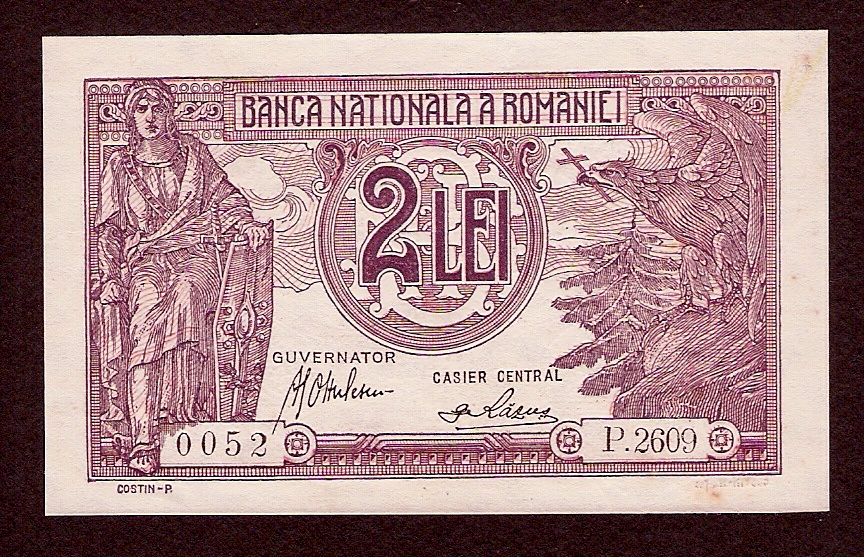 BANCA NATIONALA A ROMANIEI
2 LEI
GUVERNATOR
CASIER CENTRAL
0052
P.2609
COSTIN-P.